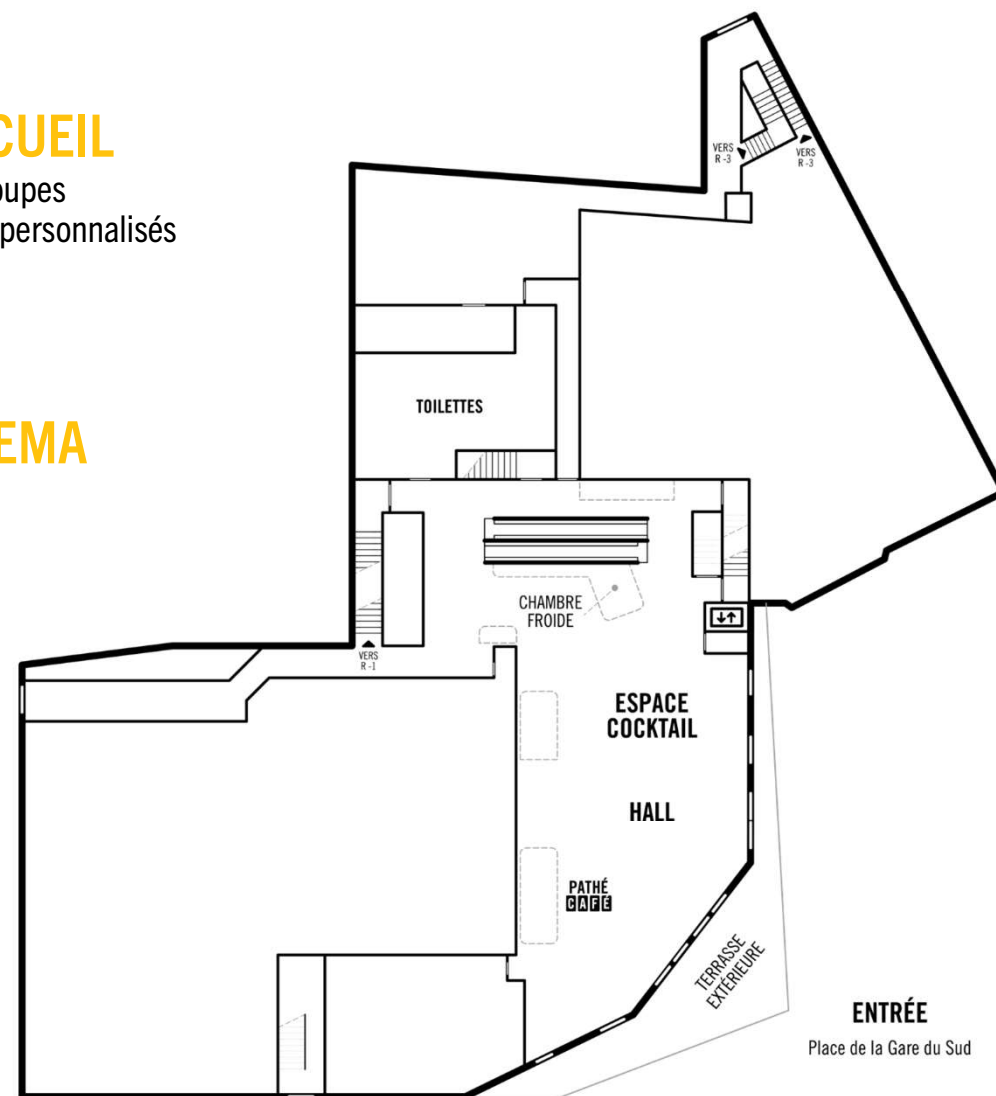 CUEIL
oupes
personnalisés
EMA
VERS
R -3
VERS
R -3
TOILETTES
CHAMBRE
FROIDE
VERS
R -1
ESPACE
COCKTAIL
HALL
PATHÉ
CAFÉ
TERRASSE
EXTÉRIEURE
ENTRÉE
Place de la Gare du Sud